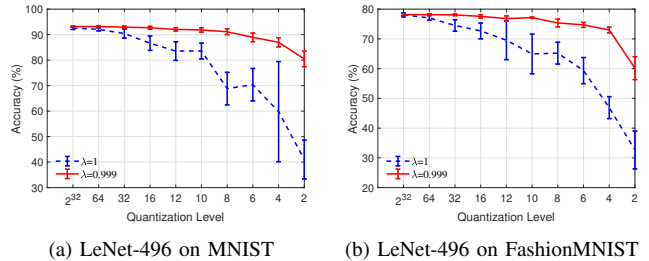 100
90
80
70
60
50
40
30
Accuracy (%)
λ=1
λ=0.999
2^32 64 32 16 12 10 8 6 4 2
Quantization Level
(a) LeNet-496 on MNIST
80
70
60
50
40
30
20
Accuracy (%)
λ=1
λ=0.999
2^32 64 32 16 12 10 8 6 4 2
Quantization Level
(b) LeNet-496 on FashionMNIST